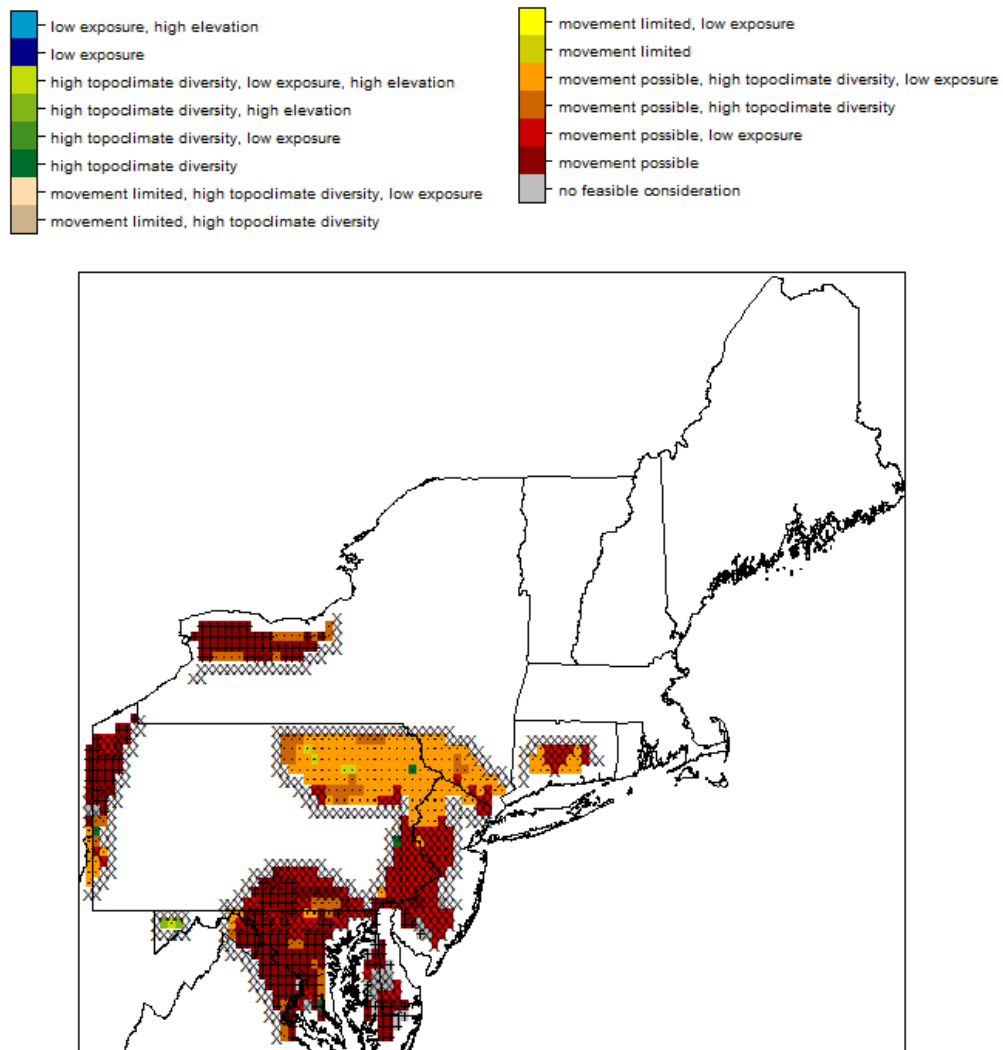 low exposure, high elevation
low exposure
high topoclimate diversity, low exposure, high elevation
high topoclimate diversity, high elevation
high topoclimate diversity, low exposure
high topoclimate diversity
movement limited, high topoclimate diversity, low exposure
movement limited, high topoclimate diversity
movement limited, low exposure
movement limited
movement possible, high topoclimate diversity, low exposure
movement possible, high topoclimate diversity
movement possible, low exposure
movement possible
no feasible consideration